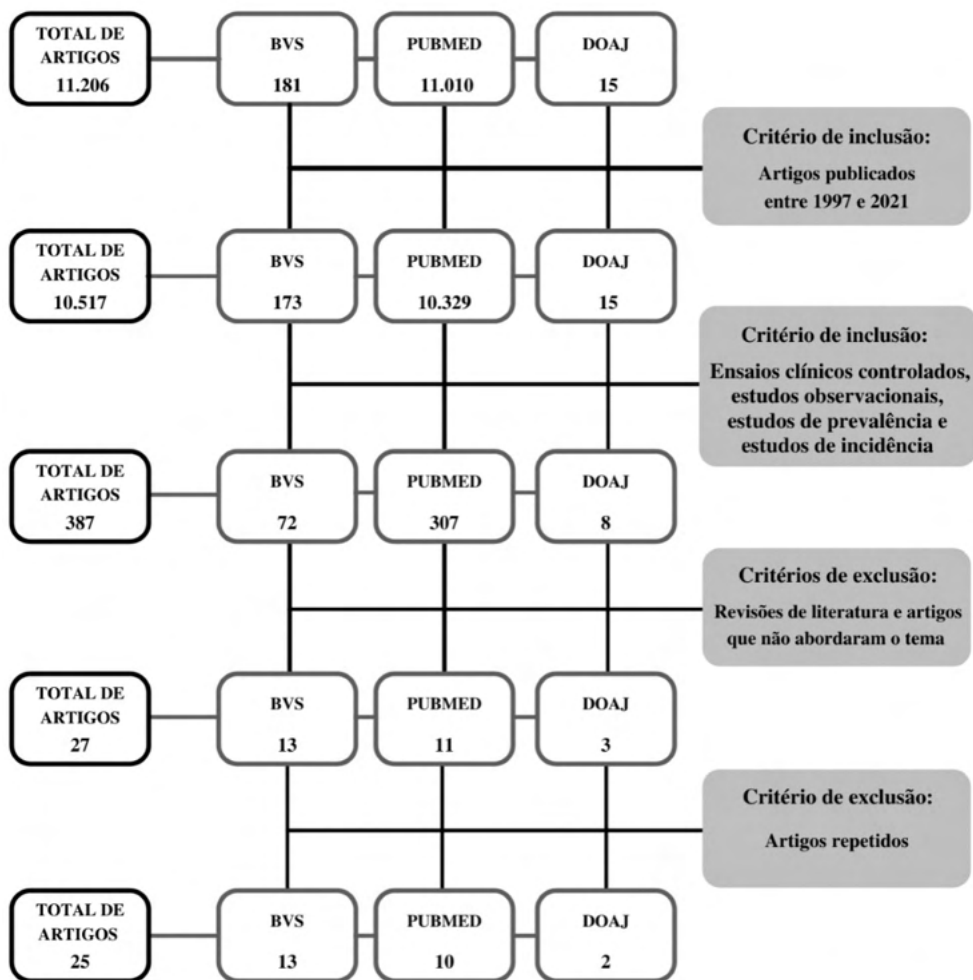 TOTAL DE
ARTIGOS
11.206
BVS
181
PUBMED
11.010
DOAJ
15
Critério de inclusão:
Artigos publicados
entre 1997 e 2021
TOTAL DE
ARTIGOS
10.517
BVS
173
PUBMED
10.329
DOAJ
15
Critério de inclusão:
Ensaios clínicos controlados,
estudos observacionais,
estudos de prevalência e
estudos de incidência
TOTAL DE
ARTIGOS
387
BVS
72
PUBMED
307
DOAJ
8
Critérios de exclusão:
Revisões de literatura e artigos
que não abordaram o tema
TOTAL DE
ARTIGOS
27
BVS
13
PUBMED
11
DOAJ
3
Critério de exclusão:
Artigos repetidos
TOTAL DE
ARTIGOS
25
BVS
13
PUBMED
10
DOAJ
2